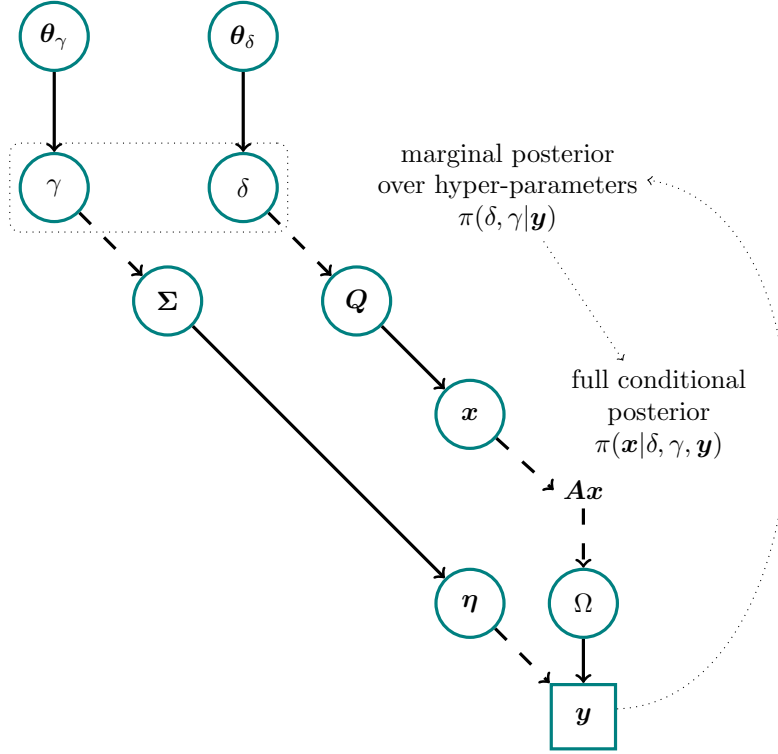 𝜽_γ
𝜽_δ
γ
δ
marginal posterior
over hyper-parameters
π(δ, γ|𝒚)
𝚺
𝑸
full conditional
posterior
π(𝒙|δ, γ, 𝒚)
𝒙
𝑨𝒙
𝜼
Ω
𝒚